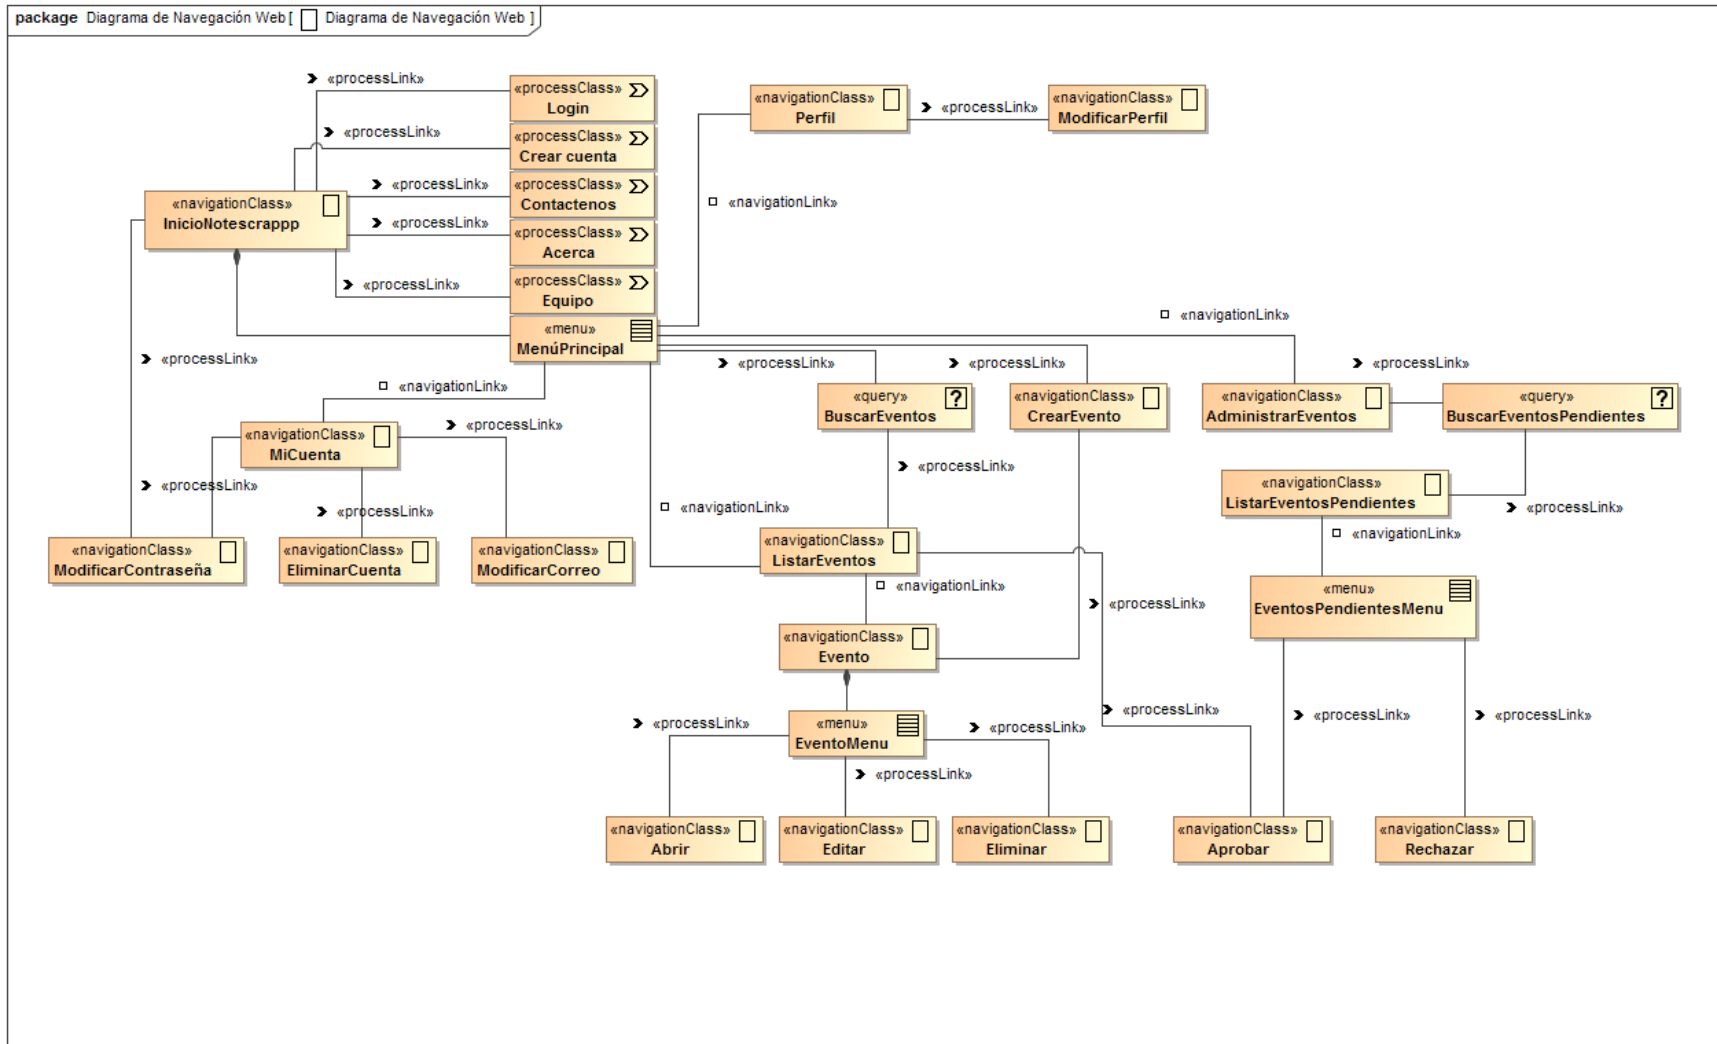 package Diagrama de Navegación Web [ Diagrama de Navegación Web ]
«processLink»
«processClass»
Login
«processLink»
«processClass»
Crear cuenta
«processLink»
«processClass»
Contactenos
«navigationClass»
InicioNotescrappp
«processLink»
«processClass»
Acerca
«processLink»
«processClass»
Equipo
«menu»
MenúPrincipal
«navigationClass»
Perfil
«processLink»
«navigationClass»
ModificarPerfil
«navigationLink»
«navigationLink»
«processLink»
«navigationLink»
«processLink»
«processLink»
«processLink»
«query»
BuscarEventos
«navigationClass»
CrearEvento
«navigationClass»
AdministrarEventos
«query»
BuscarEventosPendientes
«navigationClass»
MiCuenta
«processLink»
«processLink»
«processLink»
«processLink»
«navigationClass»
ListarEventosPendientes
«processLink»
«navigationLink»
«navigationLink»
«navigationClass»
ModificarContraseña
«navigationClass»
EliminarCuenta
«navigationClass»
ModificarCorreo
«navigationClass»
ListarEventos
«navigationLink»
«processLink»
«menu»
EventosPendientesMenu
«navigationClass»
Evento
«processLink»
«processLink»
«processLink»
«processLink»
«menu»
EventoMenu
«processLink»
«processLink»
«navigationClass»
Abrir
«navigationClass»
Editar
«navigationClass»
Eliminar
«navigationClass»
Aprobar
«navigationClass»
Rechazar